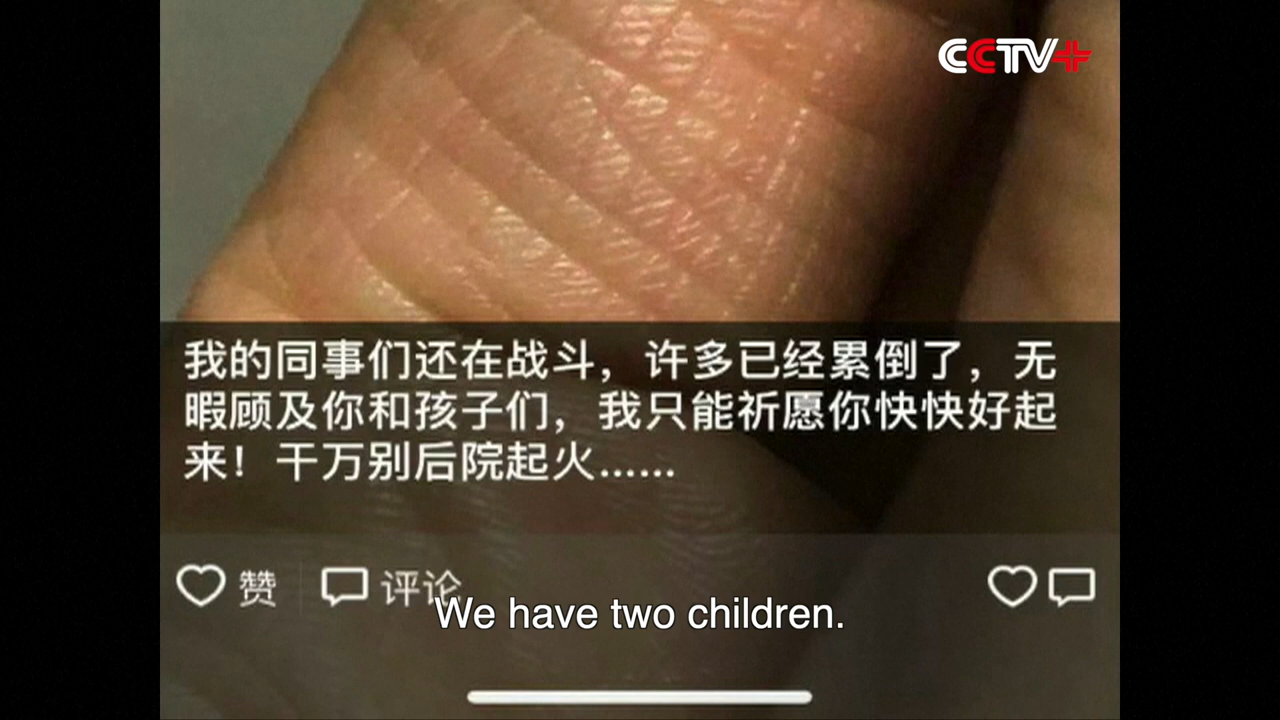 CCTV+
我的同事们还在战斗，许多已经累倒了，无
暇顾及你和孩子们，我只能祈愿你快快好起
来！千万别后院起火……
赞 评论
We have two children.